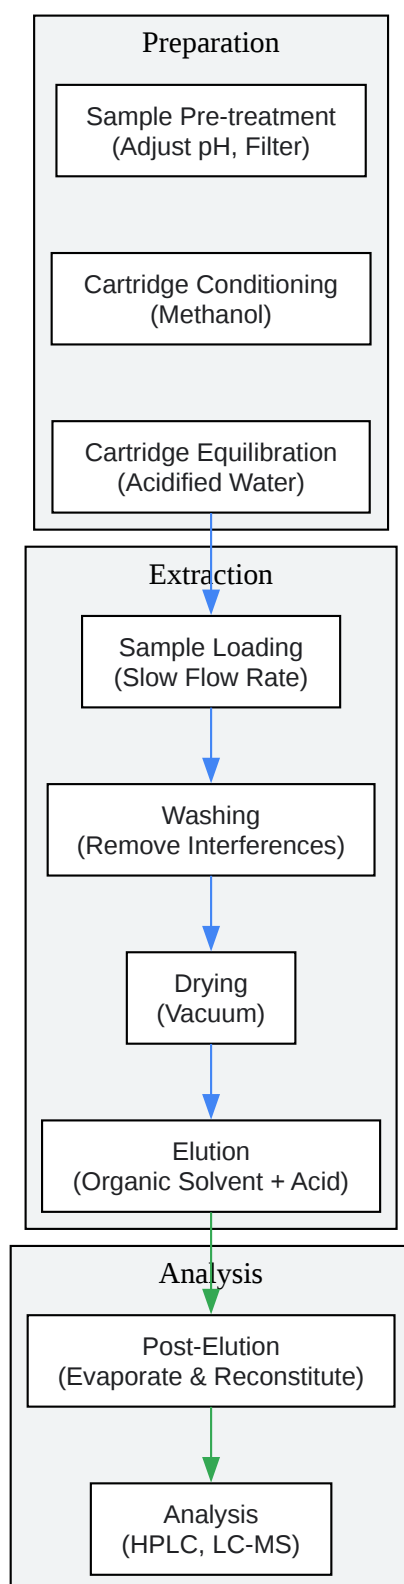 Preparation
Sample Pre-treatment
(Adjust pH, Filter)
Cartridge Conditioning
(Methanol)
Cartridge Equilibration
(Acidified Water)
Extraction
Sample Loading
(Slow Flow Rate)
Washing
(Remove Interferences)
Drying
(Vacuum)
Elution
(Organic Solvent + Acid)
Analysis
Post-Elution
(Evaporate & Reconstitute)
Analysis
(HPLC, LC-MS)